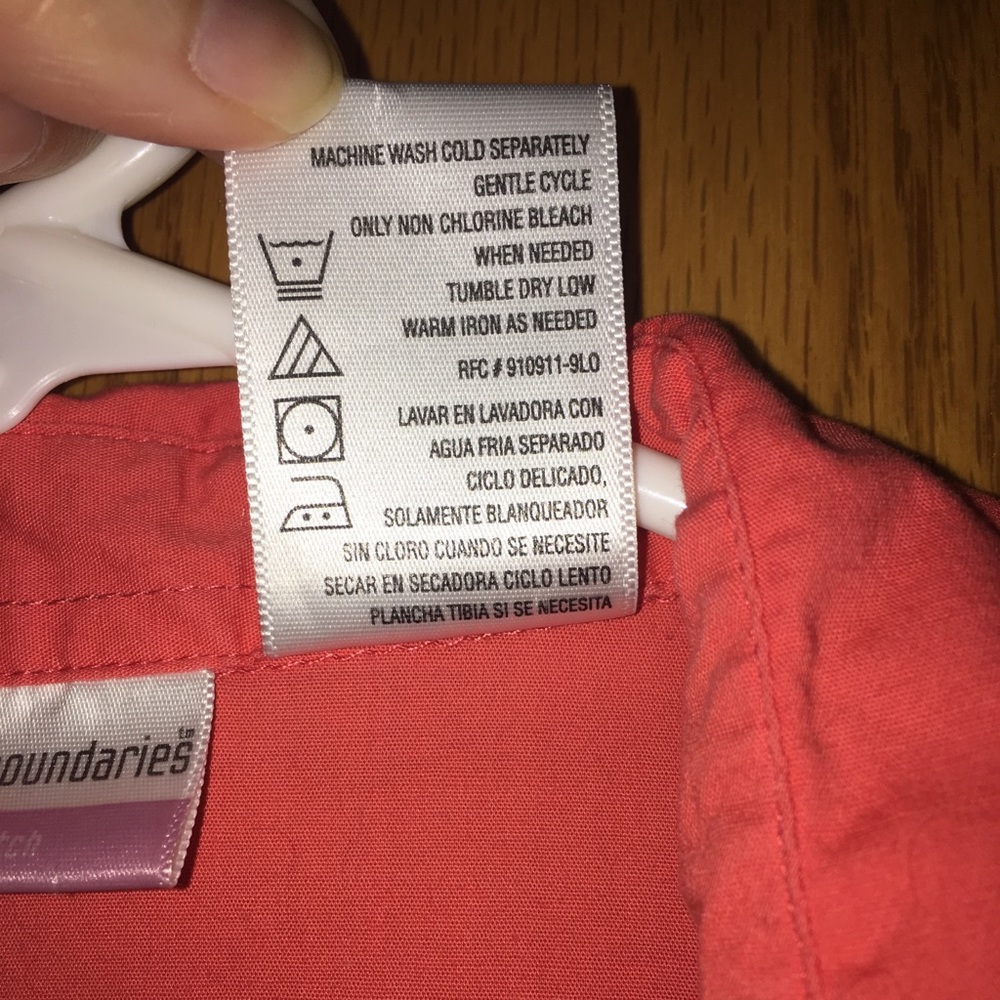 MACHINE WASH COLD SEPARATELY
GENTLE CYCLE
ONLY NON CHLORINE BLEACH
WHEN NEEDED
TUMBLE DRY LOW
WARM IRON AS NEEDED
RFC # 910911-9LO
LAVAR EN LAVADORA CON
AGUA FRIA SEPARADO
CICLO DELICADO,
SOLAMENTE BLANQUEADOR
SIN CLORO CUANDO SE NECESITE
SECAR EN SECADORA CICLO LENTO
PLANCHA TIBIA SI SE NECESITA
oundaries™
tch